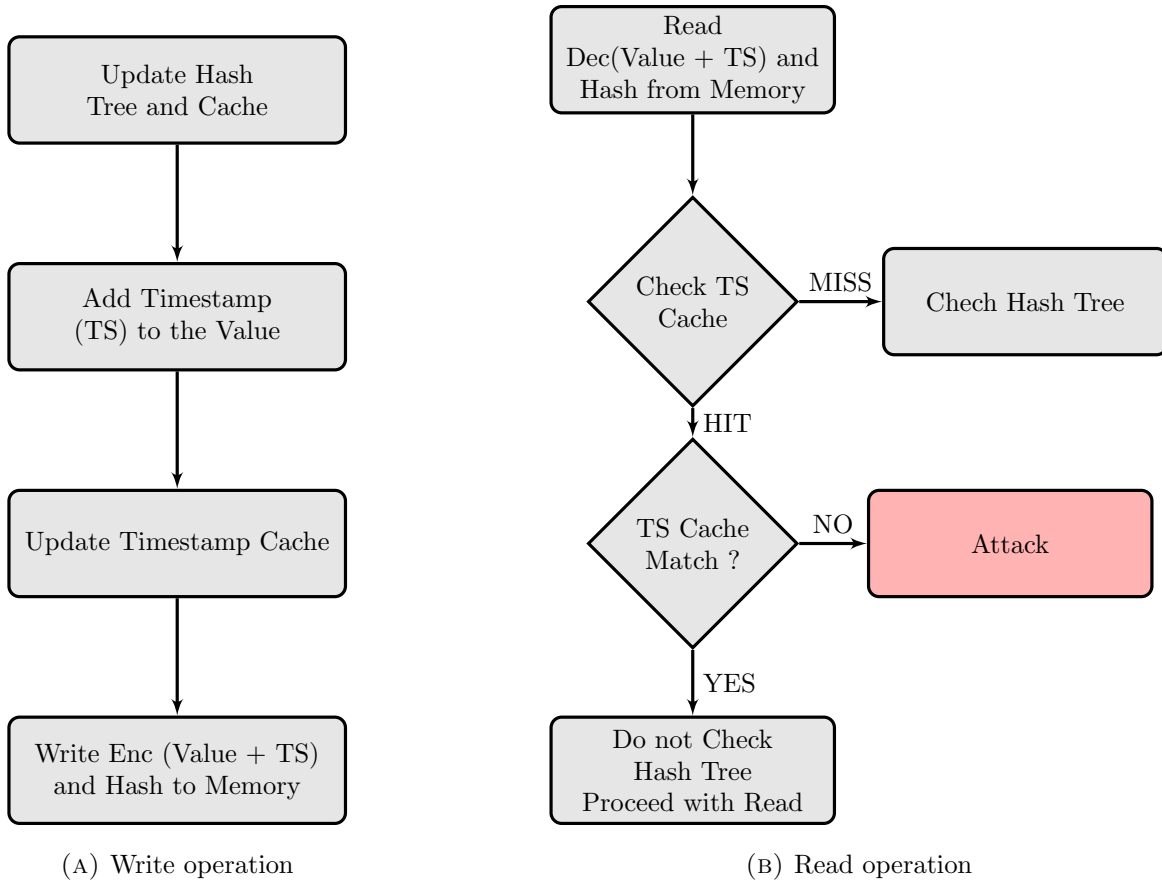 Update Hash
Tree and Cache
Add Timestamp
(TS) to the Value
Update Timestamp Cache
Write Enc (Value + TS)
and Hash to Memory
(A) Write operation
Read
Dec(Value + TS) and
Hash from Memory
Check TS
Cache
MISS
Chech Hash Tree
HIT
TS Cache
Match ?
NO
Attack
YES
Do not Check
Hash Tree
Proceed with Read
(B) Read operation